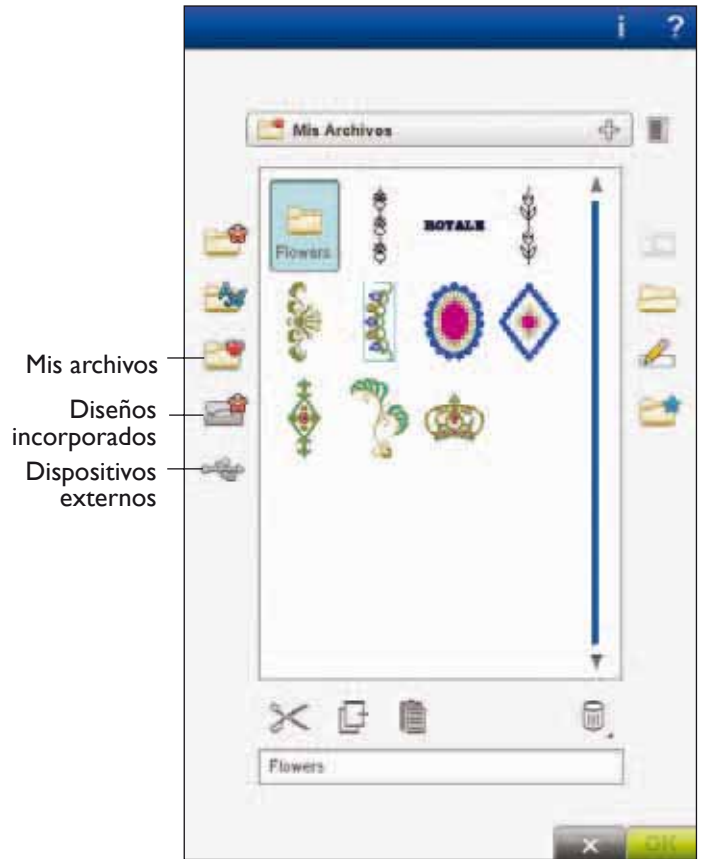 i ?
Mis Archivos
Flowers
ROYALE
Mis archivos
Diseños
incorporados
Dispositivos
externos
Flowers
OK